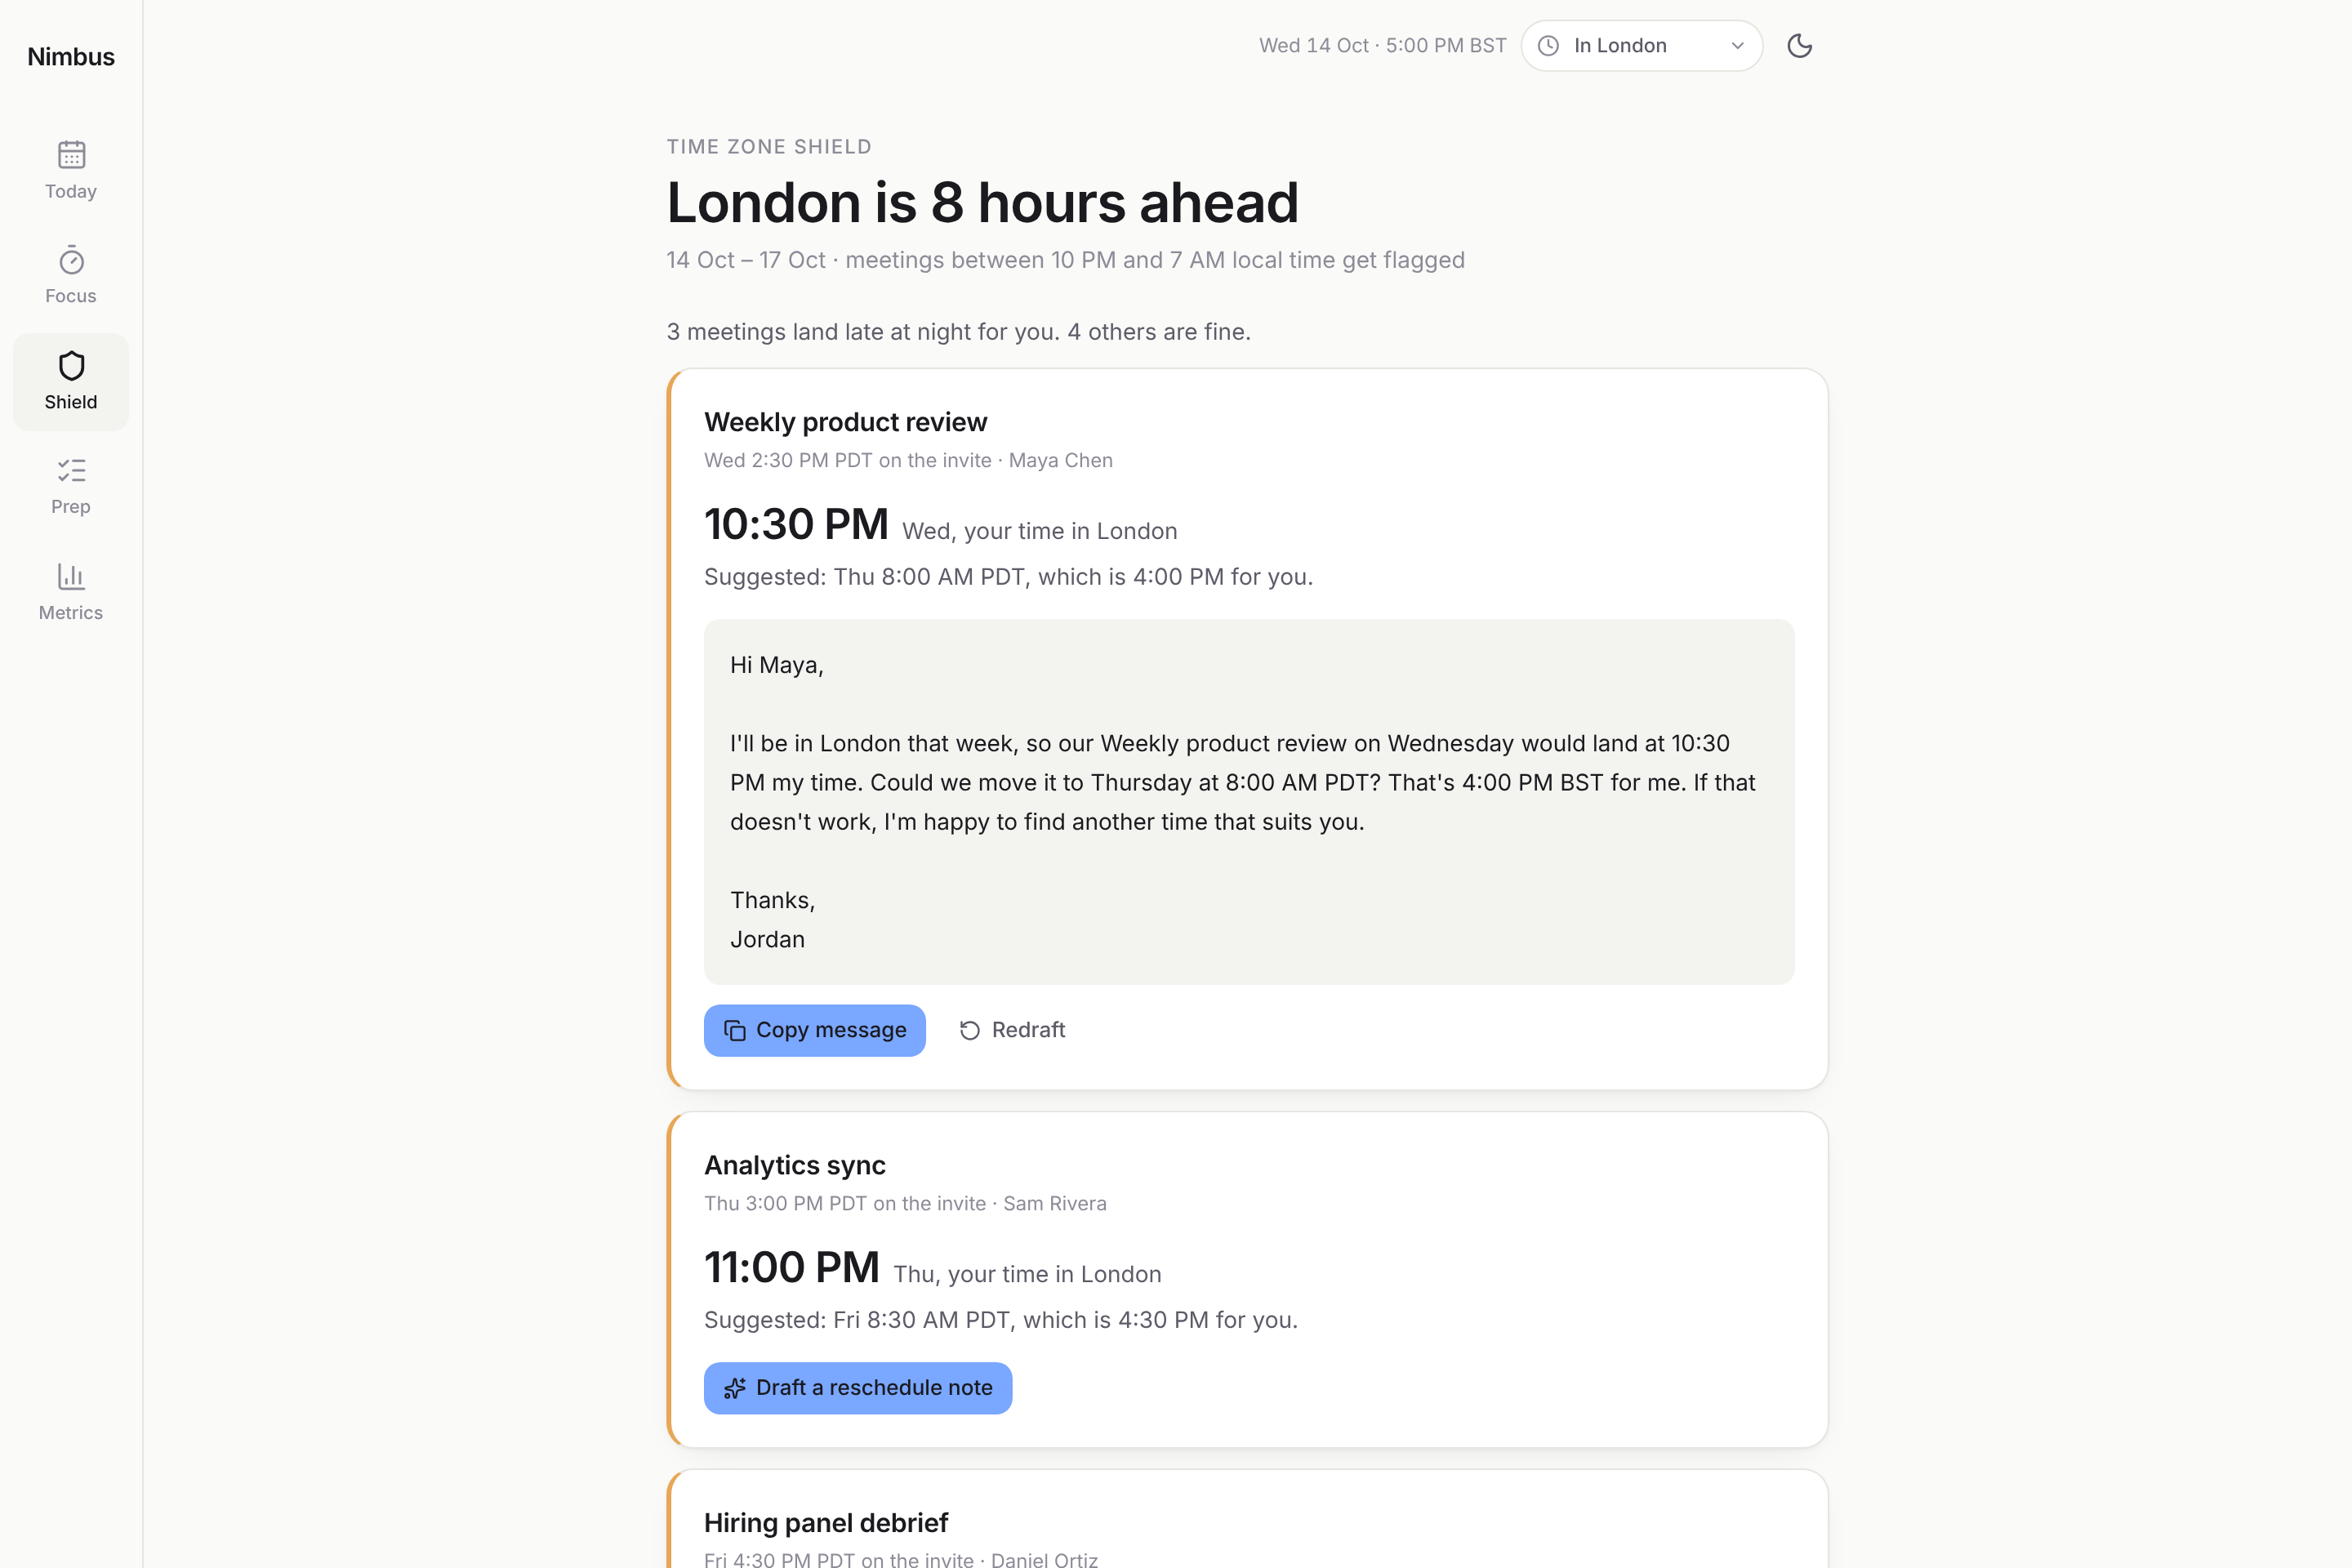 Nimbus
Wed 14 Oct · 5:00 PM BST
In London
Today
Focus
Shield
Prep
Metrics
TIME ZONE SHIELD
London is 8 hours ahead
14 Oct – 17 Oct · meetings between 10 PM and 7 AM local time get flagged
3 meetings land late at night for you. 4 others are fine.
Weekly product review
Wed 2:30 PM PDT on the invite · Maya Chen
10:30 PM Wed, your time in London
Suggested: Thu 8:00 AM PDT, which is 4:00 PM for you.
Hi Maya,
I'll be in London that week, so our Weekly product review on Wednesday would land at 10:30
PM my time. Could we move it to Thursday at 8:00 AM PDT? That's 4:00 PM BST for me. If that
doesn't work, I'm happy to find another time that suits you.
Thanks,
Jordan
Copy message
Redraft
Analytics sync
Thu 3:00 PM PDT on the invite · Sam Rivera
11:00 PM Thu, your time in London
Suggested: Fri 8:30 AM PDT, which is 4:30 PM for you.
Draft a reschedule note
Hiring panel debrief
Fri 4:30 PM PDT on the invite · Daniel Ortiz